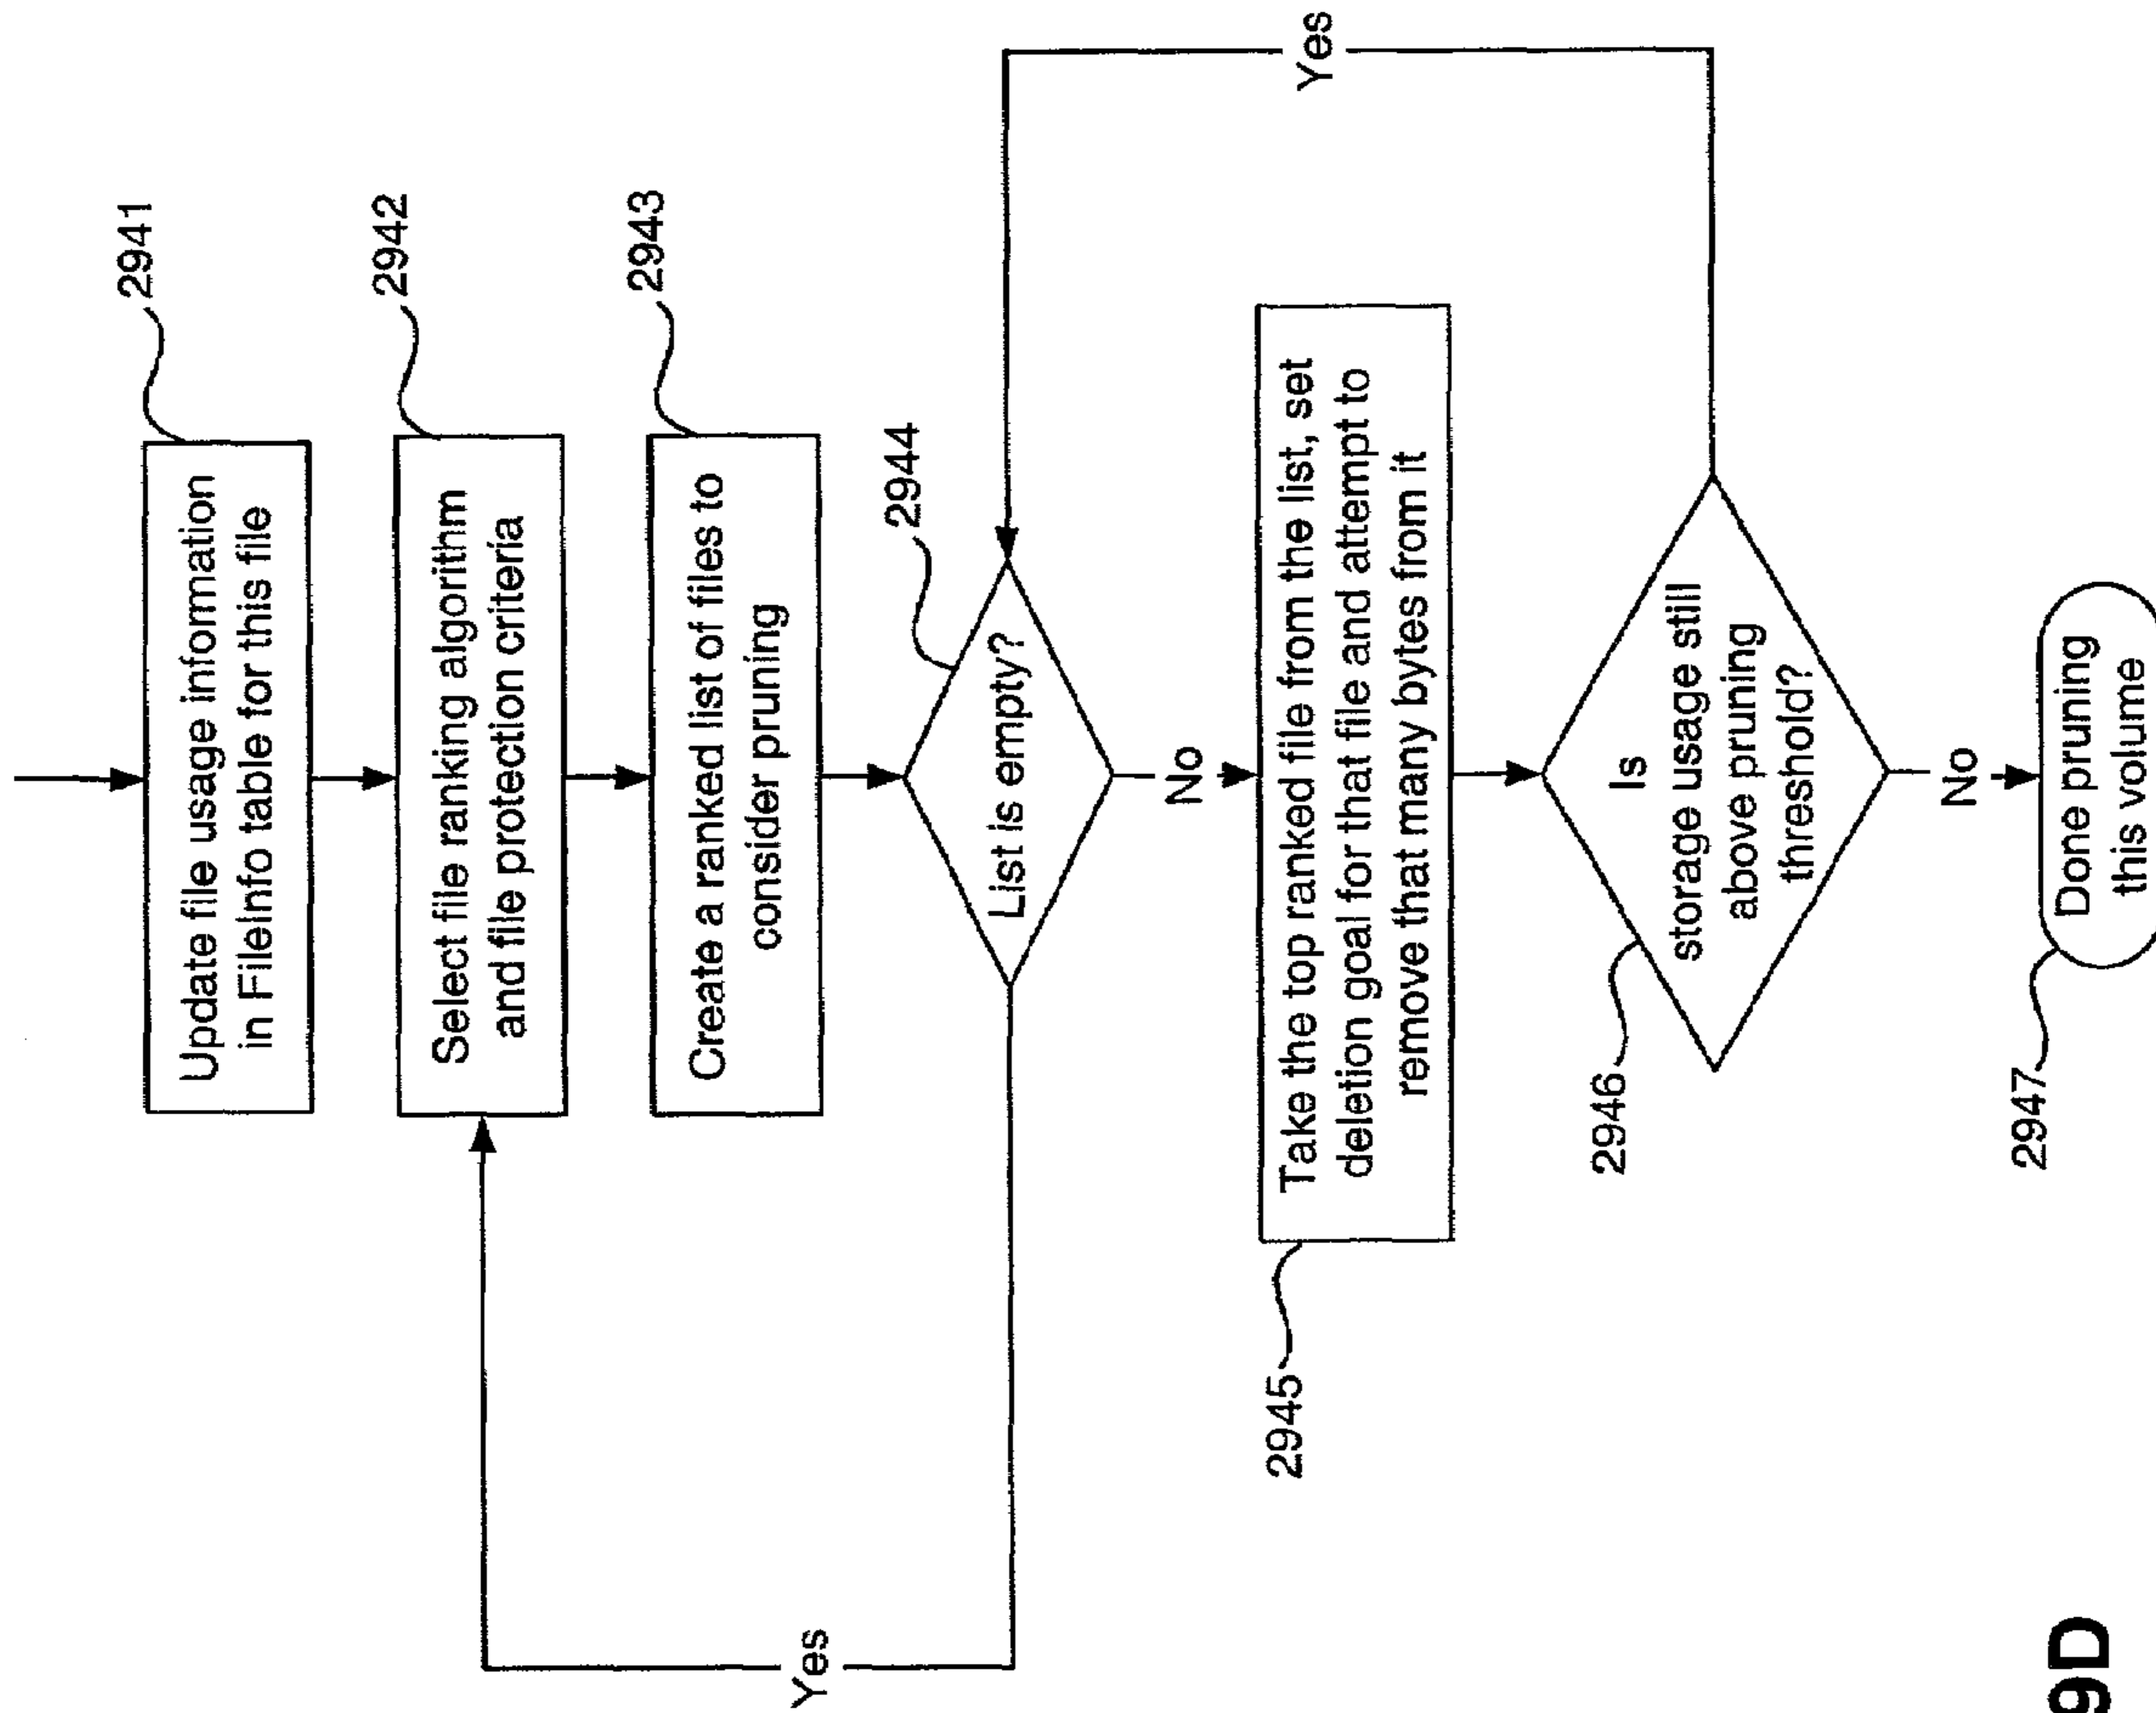 2941
Update file usage information
in FileInfo table for this file
2942
Select file ranking algorithm
and file protection criteria
2943
Create a ranked list of files to
consider pruning
2944
List is empty?
Yes
No
2945
Take the top ranked file from the list, set
deletion goal for that file and attempt to
remove that many bytes from it
2946
Is
storage usage still
above pruning
threshold?
Yes
No
2947
Done pruning
this volume
9D